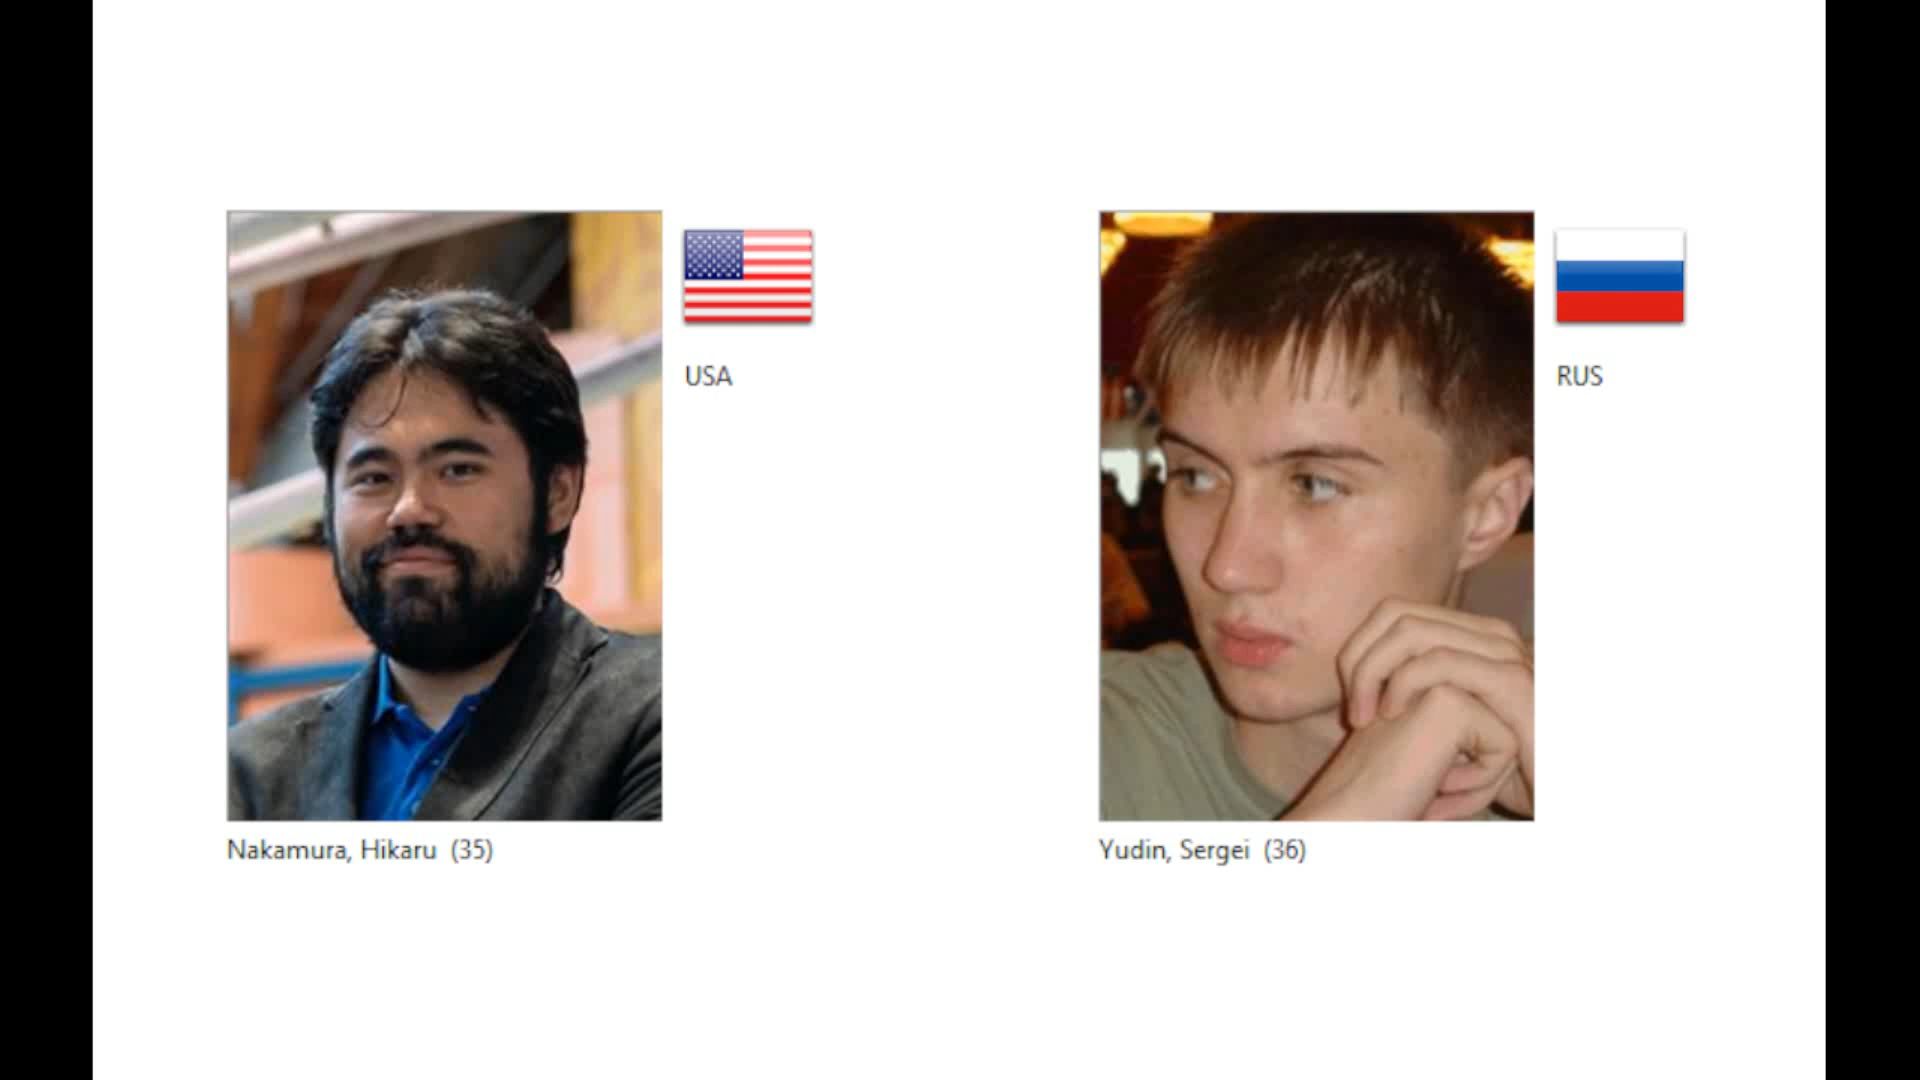 USA
Nakamura, Hikaru (35)
RUS
Yudin, Sergei (36)